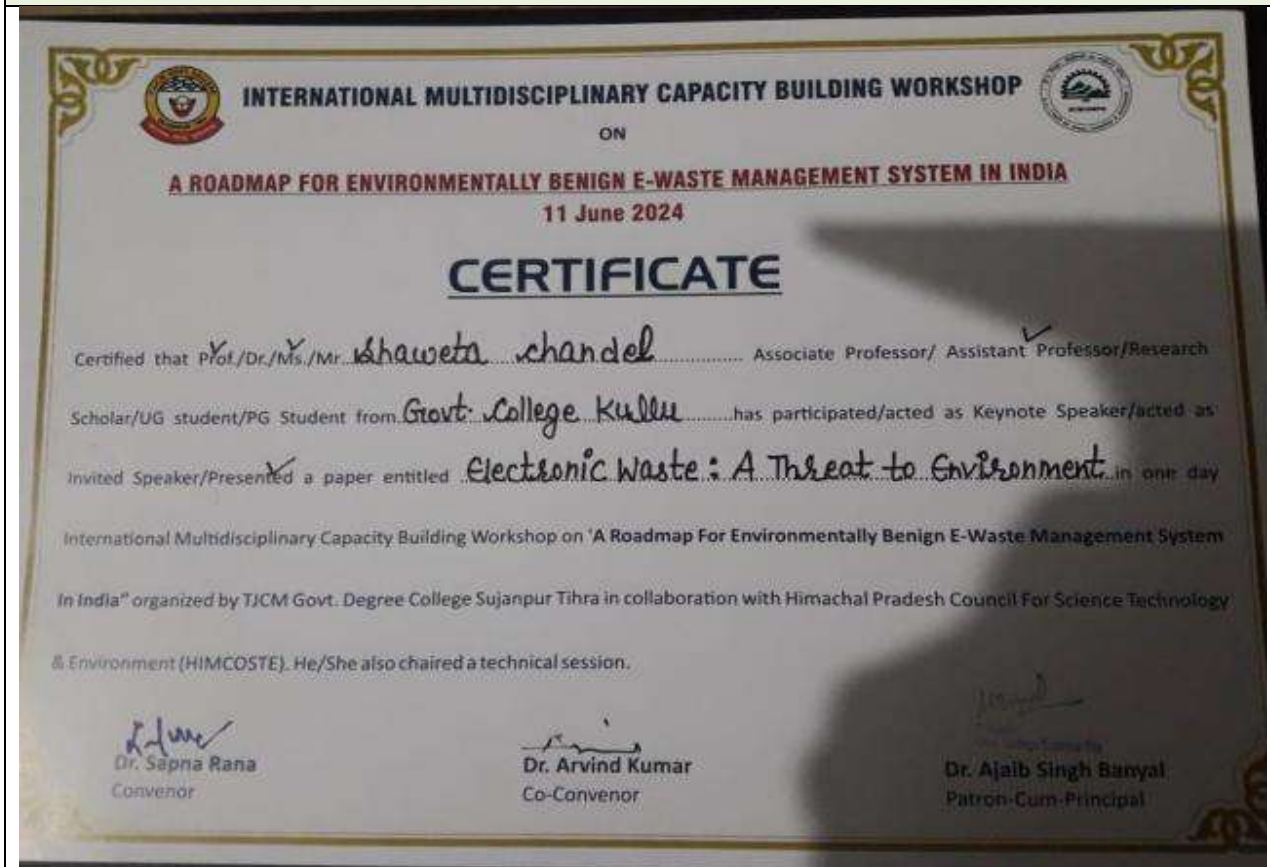 INTERNATIONAL MULTIDISCIPLINARY CAPACITY BUILDING WORKSHOP
ON
A ROADMAP FOR ENVIRONMENTALLY BENIGN E-WASTE MANAGEMENT SYSTEM IN INDIA
11 June 2024
CERTIFICATE
Certified that Prof./Dr./Ms./Mr. Shaweta Chandel Associate Professor/ Assistant Professor/Research
Scholar/UG student/PG Student from Govt. College Kullu has participated/acted as Keynote Speaker/acted as
Invited Speaker/Presented a paper entitled Electronic Waste : A Threat to Environment in one day
International Multidisciplinary Capacity Building Workshop on 'A Roadmap For Environmentally Benign E-Waste Management System
In India" organized by TJCM Govt. Degree College Sujanpur Tihra in collaboration with Himachal Pradesh Council For Science Technology
& Environment (HIMCOSTE). He/She also chaired a technical session.
Dr. Sapna Rana
Convenor
Dr. Arvind Kumar
Co-Convenor
Dr. Ajaib Singh Banyal
Patron-Cum-Principal